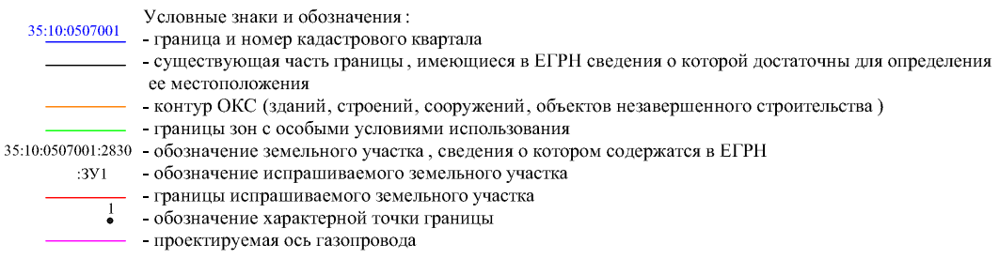 Условные знаки и обозначения :
35:10:0507001 - граница и номер кадастрового квартала
- существующая часть границы , имеющиеся в ЕГРН сведения о которой достаточны для определения
ее местоположения
- контур ОКС (зданий, строений, сооружений, объектов незавершенного строительства )
- границы зон с особыми условиями использования
35:10:0507001:2830 - обозначение земельного участка , сведения о котором содержатся в ЕГРН
:ЗУ1 - обозначение испрашиваемого земельного участка
- границы испрашиваемого земельного участка
1 - обозначение характерной точки границы
- проектируемая ось газопровода